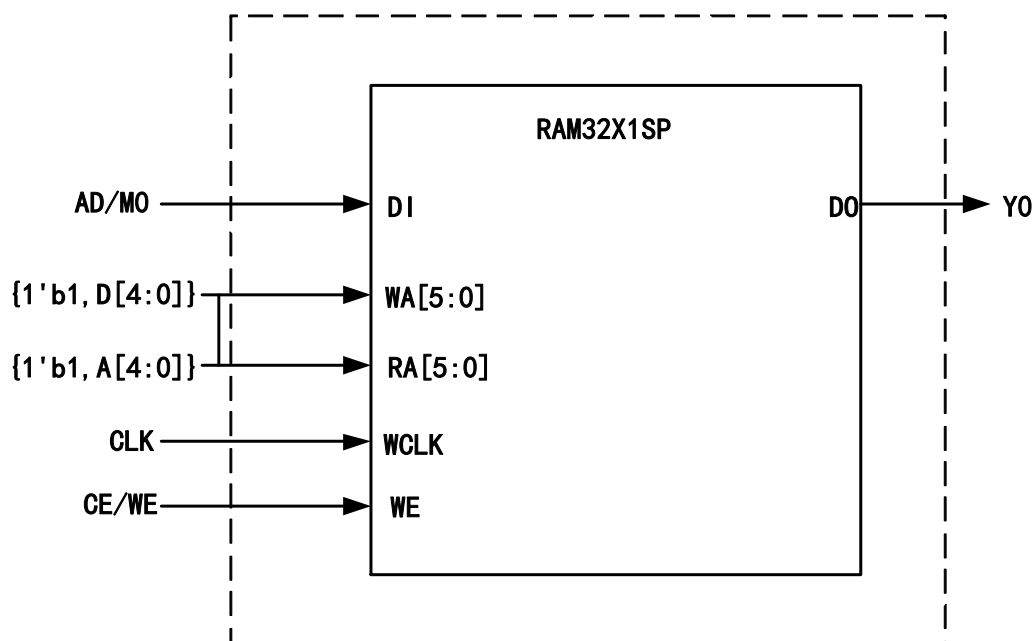 RAM32X1SP
AD/M0
DI
DO
Y0
{1'b1,D[4:0]}
WA[5:0]
{1'b1,A[4:0]}
RA[5:0]
CLK
WCLK
CE/WE
WE